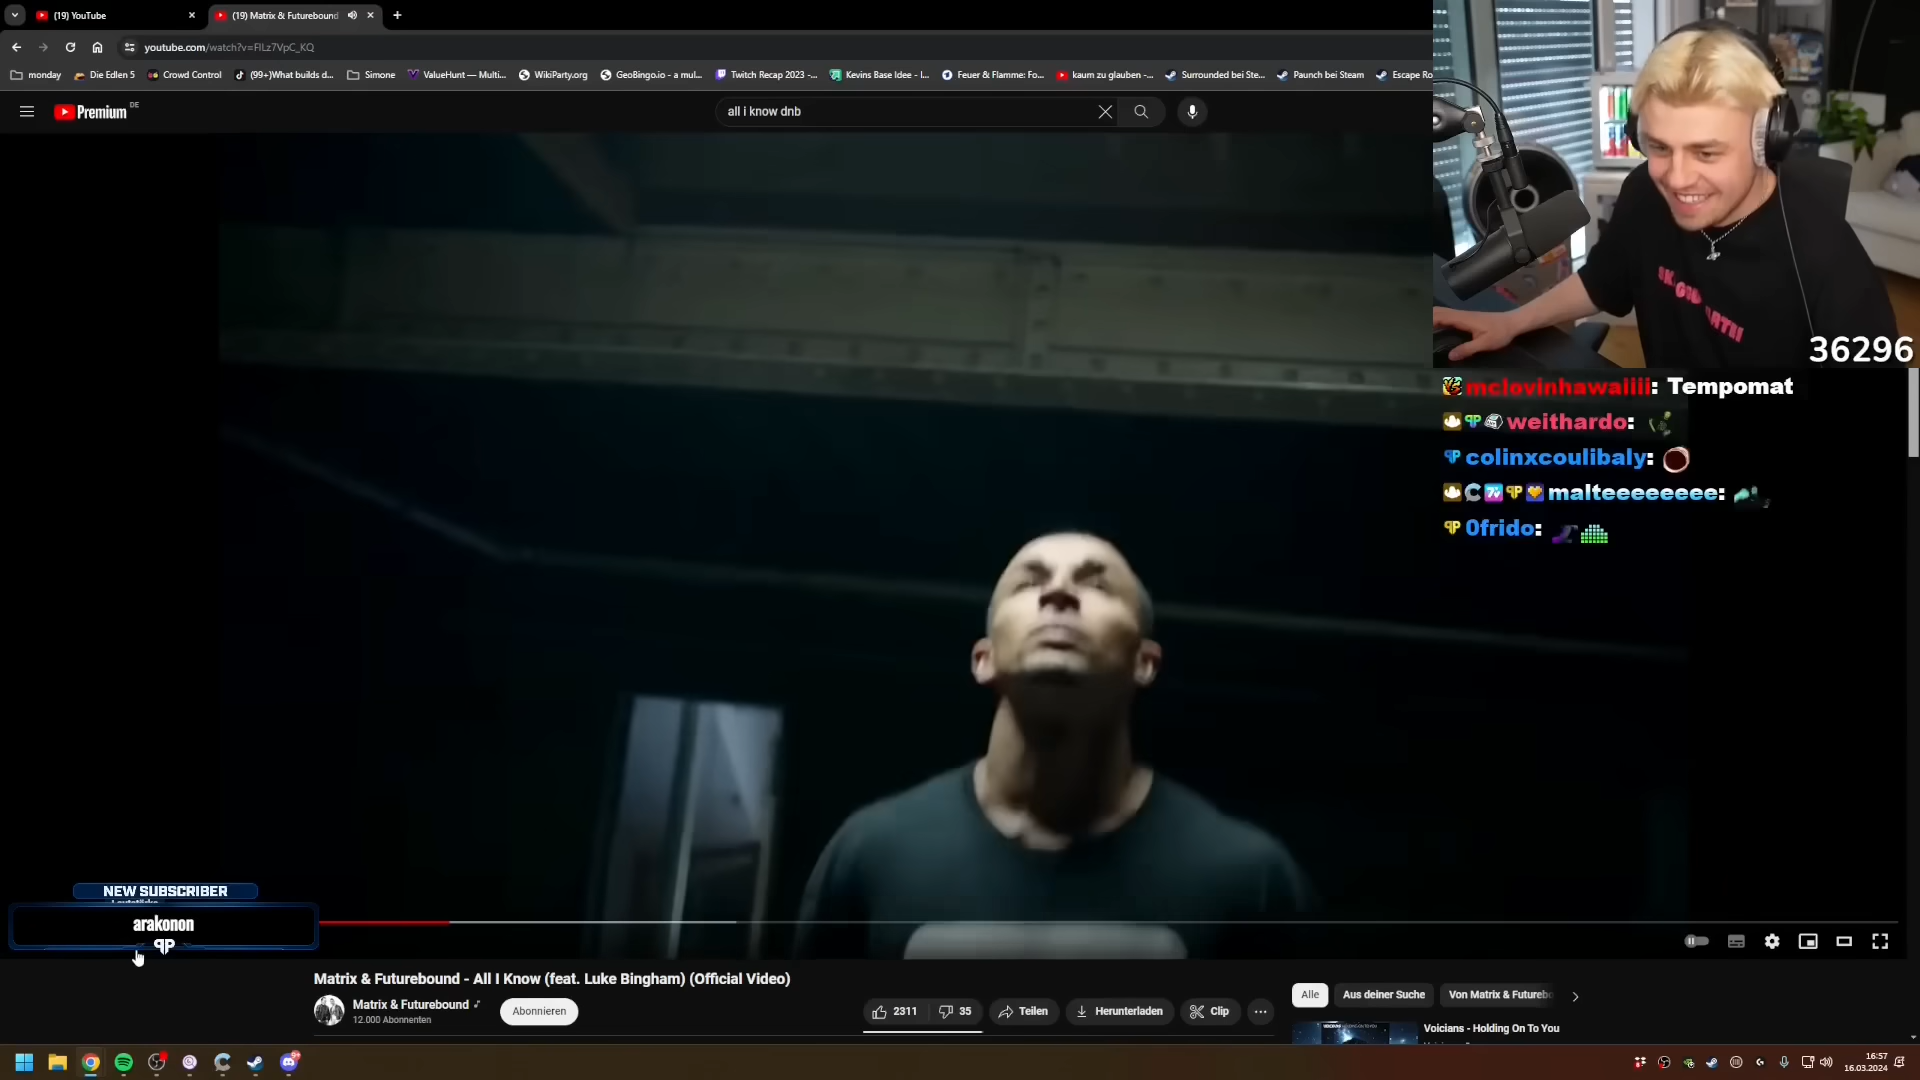 (19) YouTube
(19) Matrix & Futurebound
youtube.com/watch?v=FlLz7VpC_KQ
monday
Die Edlen 5
Crowd Control
(99+)What builds d...
Simone
ValueHunt — Multi...
WikiParty.org
GeoBingo.io - a mul...
Twitch Recap 2023 -...
Kevins Base Idee - I...
Feuer & Flamme: Fo...
kaum zu glauben -...
Surrounded bei Ste...
Paunch bei Steam
Escape Ro
Premium DE
all i know dnb
36296
mclovinhawaiiii: Tempomat
weithardo:
colinxcoulibaly:
malteeeeeeee:
0frido:
NEW SUBSCRIBER
arakonon
Matrix & Futurebound - All I Know (feat. Luke Bingham) (Official Video)
Matrix & Futurebound
12.000 Abonnenten
Abonnieren
2311
35
Teilen
Herunterladen
Clip
Alle
Aus deiner Suche
Von Matrix & Futurebo
Voicians - Holding On To You
16:57
16.03.2024